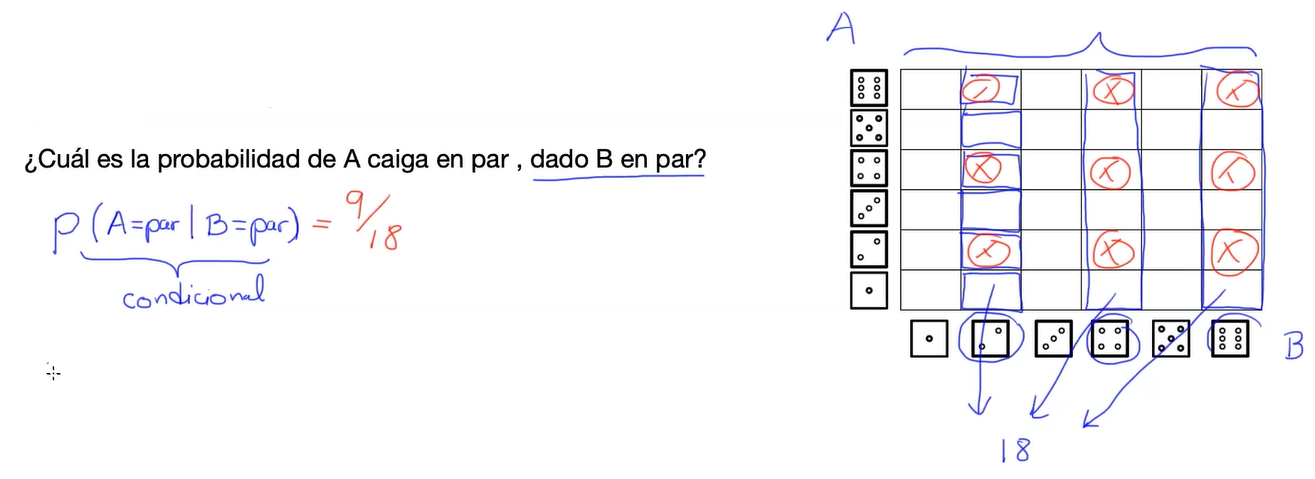 A
¿Cuál es la probabilidad de A caiga en par , dado B en par?
P(A=par | B=par) = 9/18
condicional
B
18